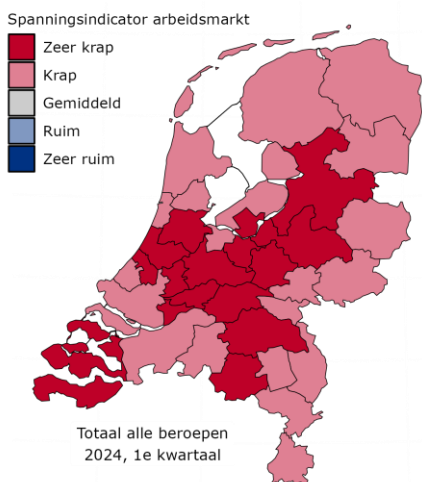 Spanningsindicator arbeidsmarkt
Zeer krap
Krap
Gemiddeld
Ruim
Zeer ruim
Totaal alle beroepen
2024, 1e kwartaal